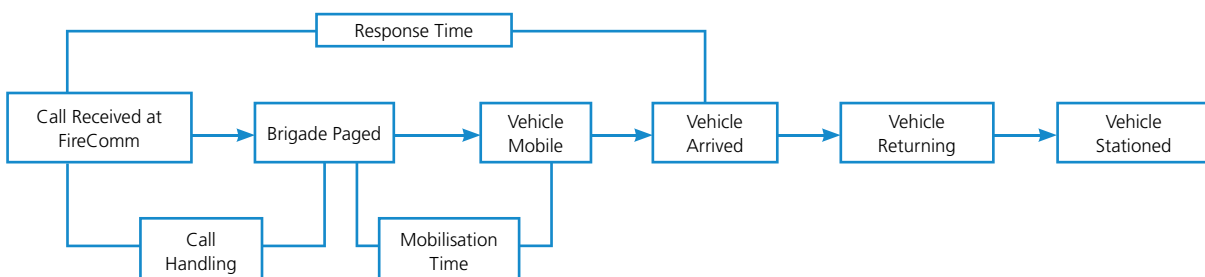 Response Time
Call Received at
FireComm
Brigade Paged
Vehicle
Mobile
Vehicle
Arrived
Vehicle
Returning
Vehicle
Stationed
Call
Handling
Mobilisation
Time